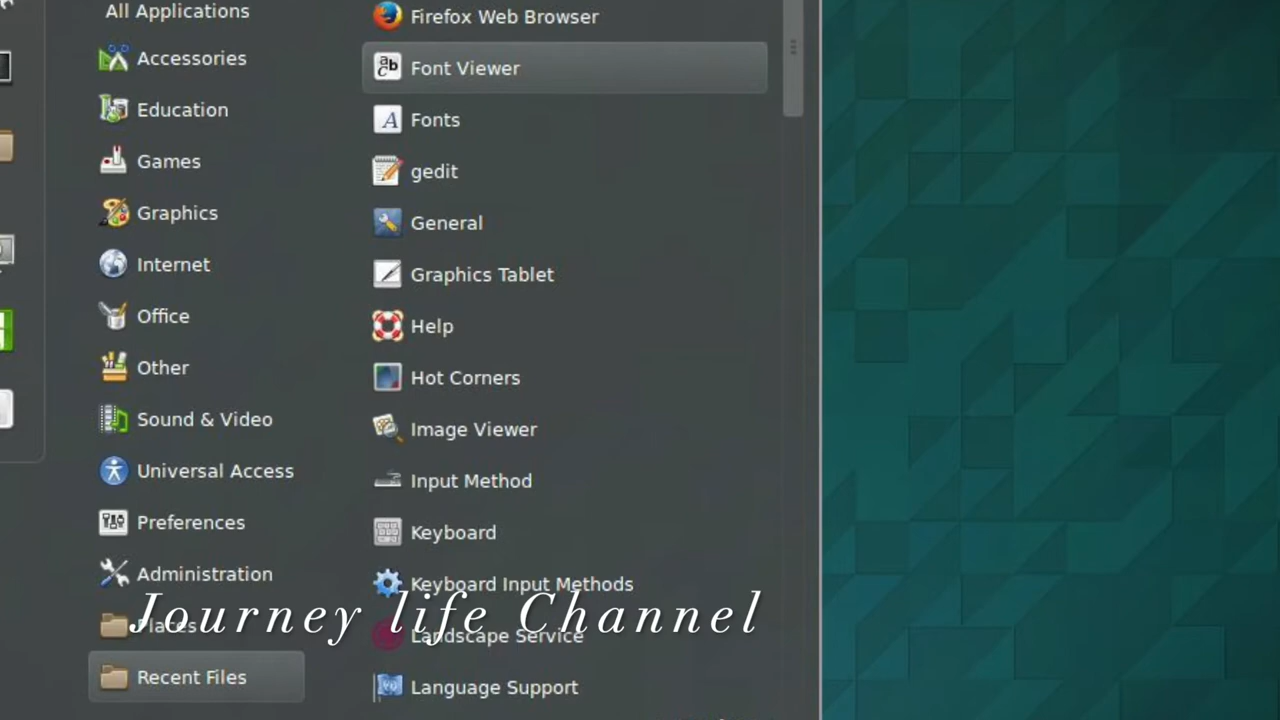 All Applications
Accessories
Education
Games
Graphics
Internet
Office
Other
Sound & Video
Universal Access
Preferences
Administration
Places
Recent Files
Firefox Web Browser
Font Viewer
Fonts
gedit
General
Graphics Tablet
Help
Hot Corners
Image Viewer
Input Method
Keyboard
Keyboard Input Methods
Landscape Service
Language Support
Journey life Channel